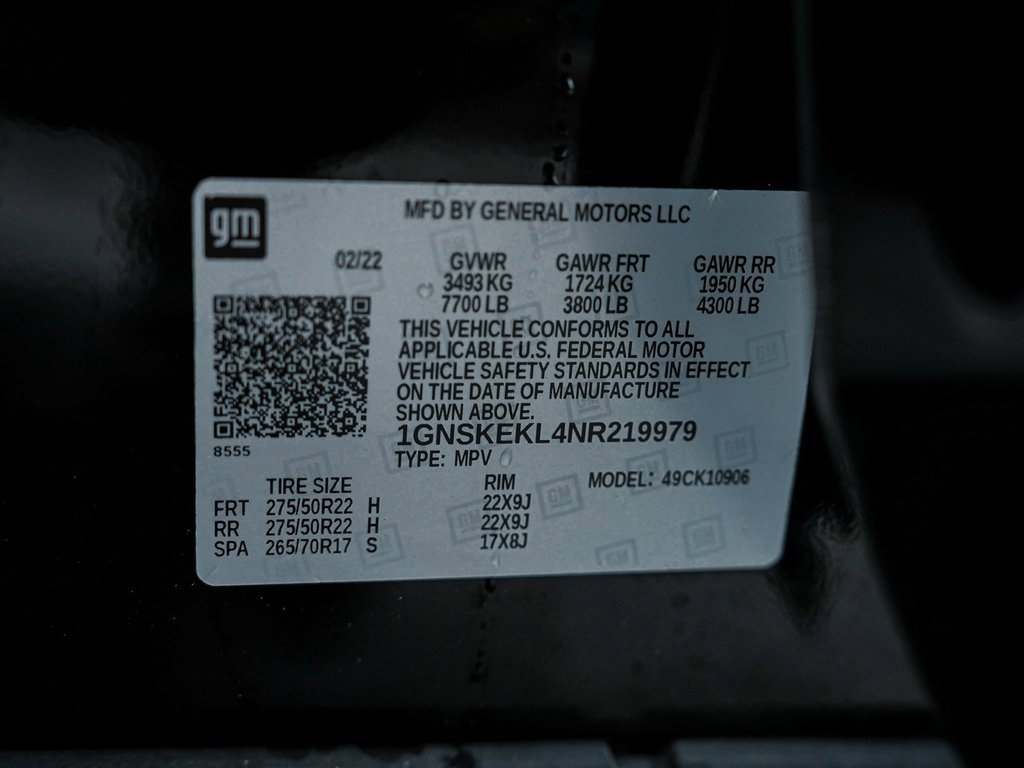 gm
MFD BY GENERAL MOTORS LLC
02/22 GVWR GAWR FRT GAWR RR
3493 KG 1724 KG 1950 KG
7700 LB 3800 LB 4300 LB
THIS VEHICLE CONFORMS TO ALL
APPLICABLE U.S. FEDERAL MOTOR
VEHICLE SAFETY STANDARDS IN EFFECT
ON THE DATE OF MANUFACTURE
SHOWN ABOVE.
1GNSKEKL4NR219979
8555
TYPE: MPV
TIRE SIZE RIM MODEL: 49CK10906
FRT 275/50R22 H 22X9J
RR 275/50R22 H 22X9J
SPA 265/70R17 S 17X8J